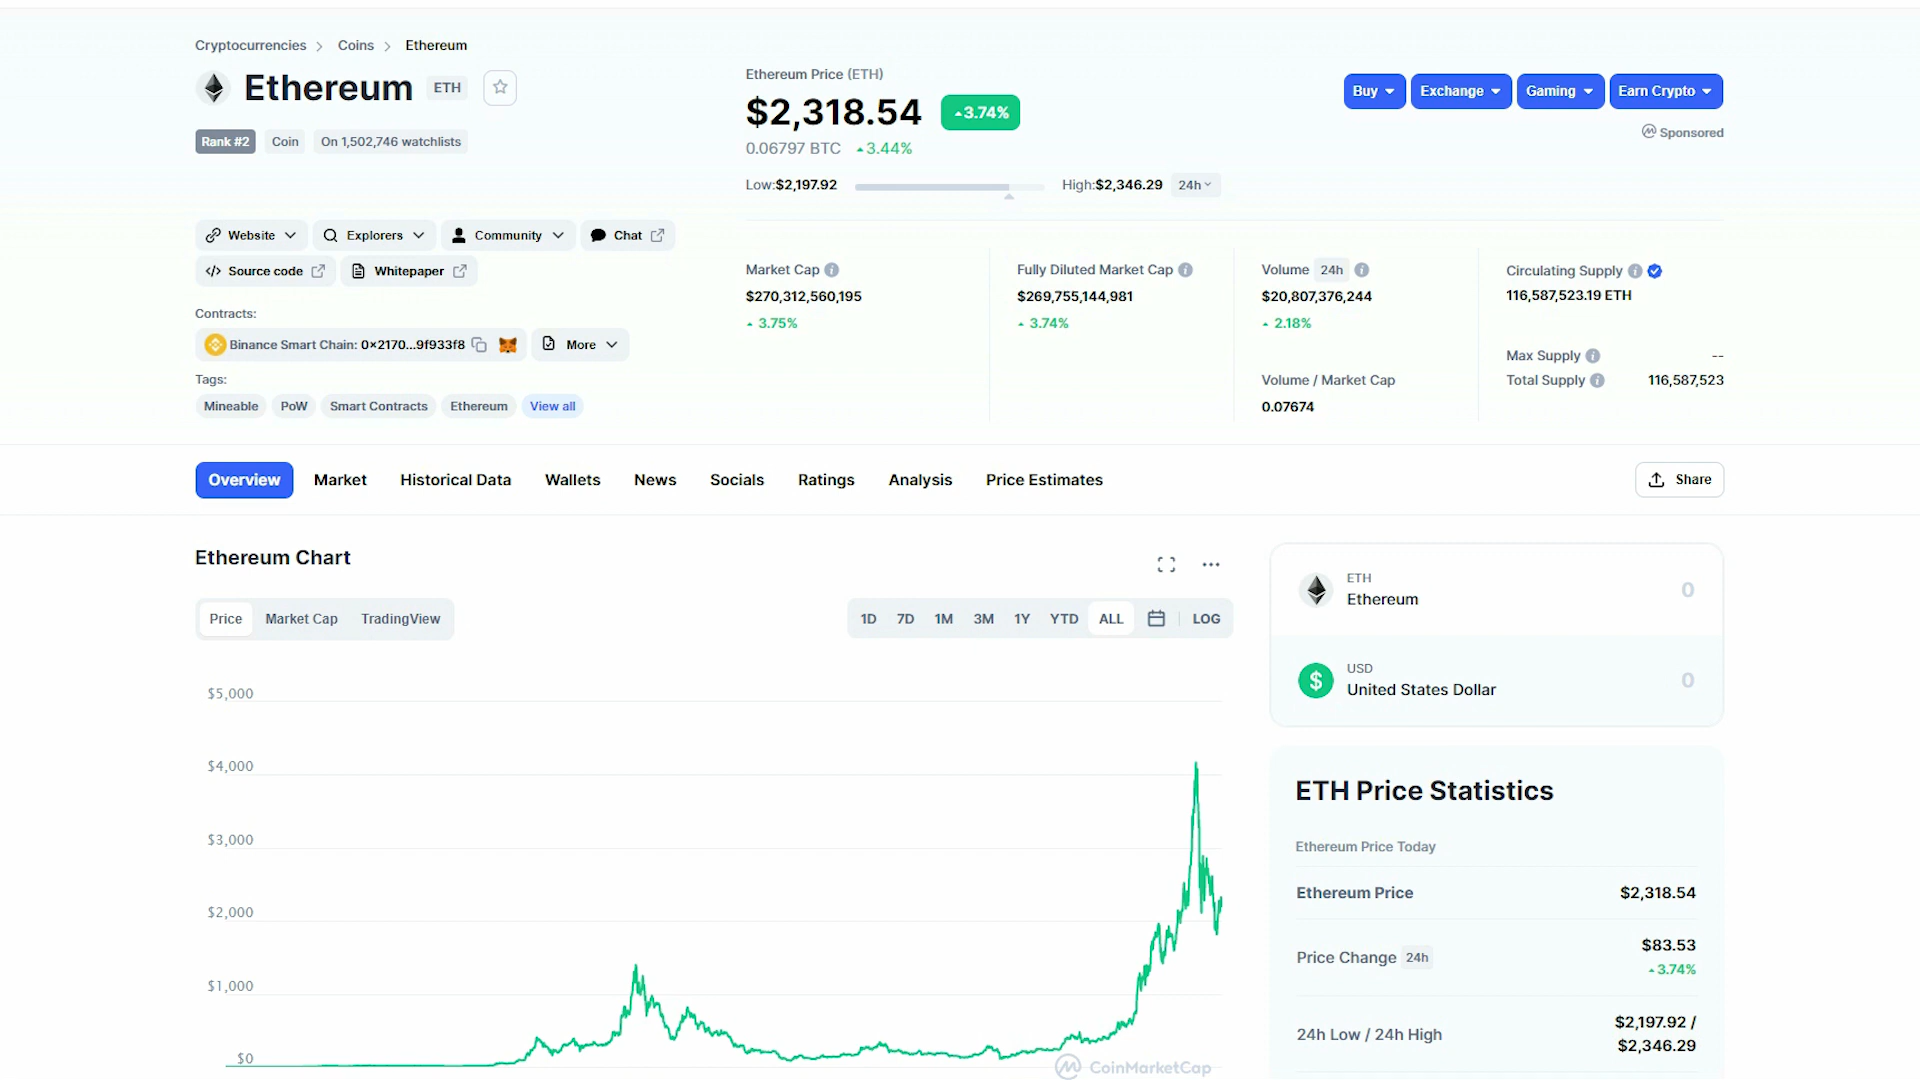 Cryptocurrencies > Coins > Ethereum
Ethereum ETH
Rank #2 Coin On 1,502,746 watchlists
Ethereum Price (ETH)
$2,318.54 3.74%
0.06797 BTC 3.44%
Low:$2,197.92 High:$2,346.29 24h
Buy Exchange Gaming Earn Crypto
Sponsored
Website Explorers Community Chat
Source code Whitepaper
Contracts:
Binance Smart Chain: 0x2170...9f933f8 More
Tags:
Mineable PoW Smart Contracts Ethereum View all
Market Cap
$270,312,560,195
3.75%
Fully Diluted Market Cap
$269,755,144,981
3.74%
Volume 24h
$20,807,376,244
2.18%
Volume / Market Cap
0.07674
Circulating Supply
116,587,523.19 ETH
Max Supply --
Total Supply 116,587,523
Overview Market Historical Data Wallets News Socials Ratings Analysis Price Estimates Share
Ethereum Chart
Price Market Cap TradingView
1D 7D 1M 3M 1Y YTD ALL LOG
$5,000
$4,000
$3,000
$2,000
$1,000
$0
CoinMarketCap
ETH
Ethereum 0
USD
United States Dollar 0
ETH Price Statistics
Ethereum Price Today
Ethereum Price $2,318.54
Price Change 24h $83.53
3.74%
24h Low / 24h High $2,197.92 /
$2,346.29